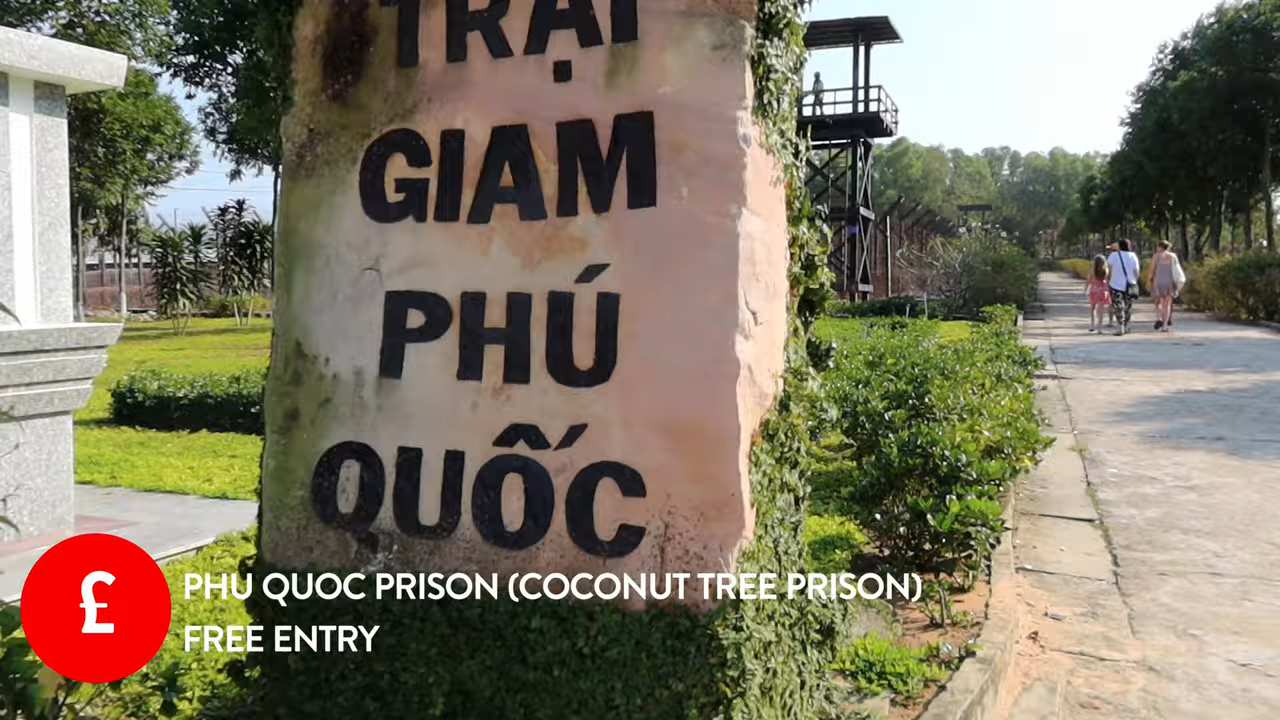 TRẠI
GIAM
PHÚ
QUỐC
£
PHU QUOC PRISON (COCONUT TREE PRISON)
FREE ENTRY